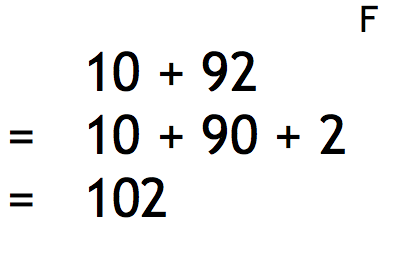 F
10 + 92
= 10 + 90 + 2
= 102